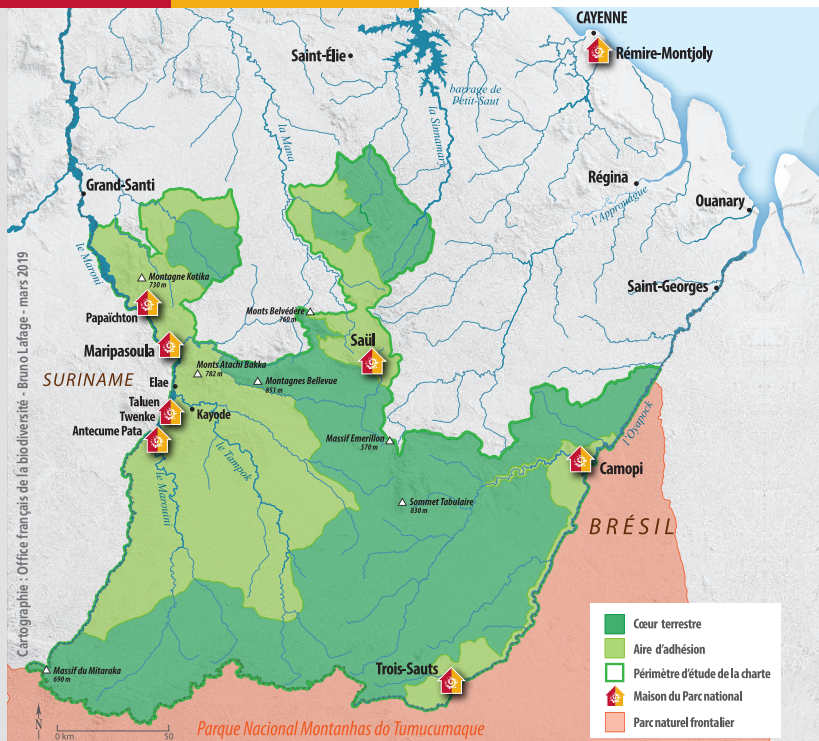 CAYENNE
Rémire-Montjoly
Saint-Élie
barrage de
Petit-Saut
la Sinnamary
la Mana
Régina
l'Approuague
Ouanary
Grand-Santi
le Maroni
Saint-Georges
Montagne Kotika
730 m
Papaïchton
Monts Belvédère
760 m
Saül
Maripasoula
Monts Atachi Bakka
782 m
Montagnes Bellevue
851 m
SURINAME
Elae
Taluen
Twenke
Kayode
Antecume Pata
Massif Emerillon
570 m
l'Oyapock
le Tampok
le Marouini
Camopi
Sommet Tabulaire
830 m
BRÉSIL
Massif du Mitaraka
690 m
Trois-Sauts
Parque Nacional Montanhas do Tumucumaque
N
0 km
50
Cœur terrestre
Aire d'adhésion
Périmètre d'étude de la charte
Maison du Parc national
Parc naturel frontalier
Cartographie : Office français de la biodiversité - Bruno Lafage - mars 2019